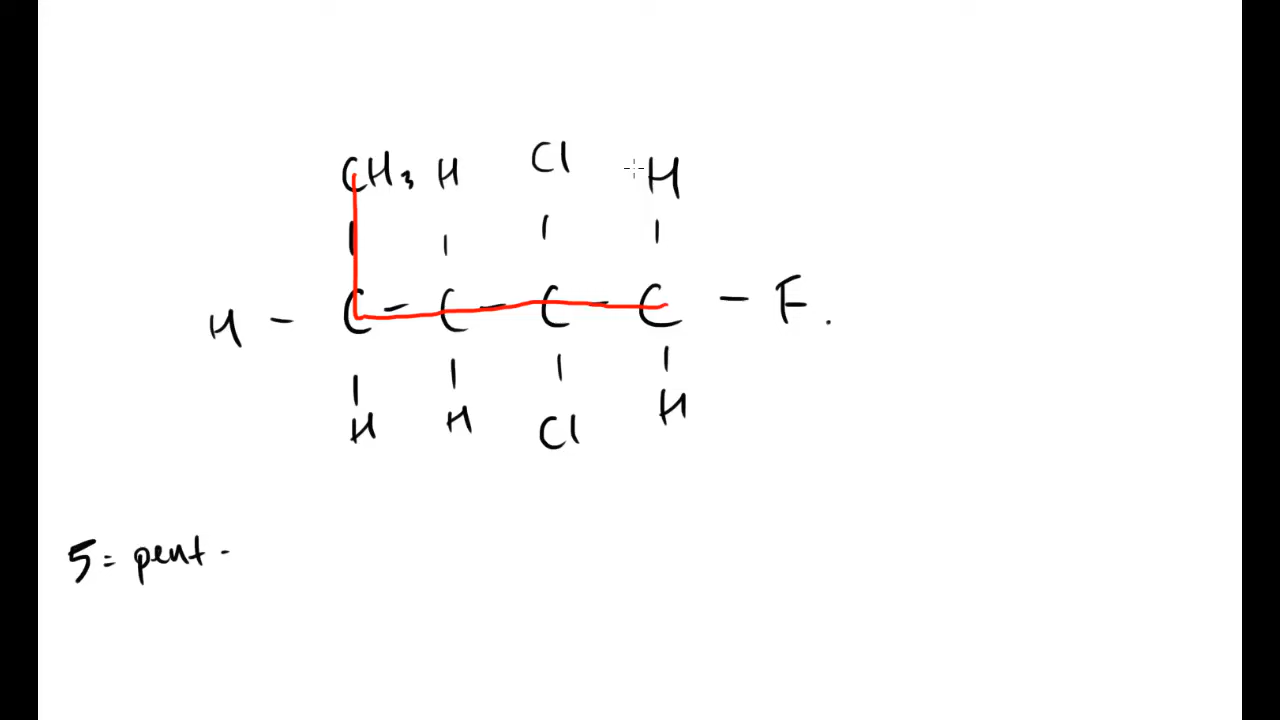 CH₃ H Cl H
H - C - C - C - C - F.
H H Cl H
5 = pent -